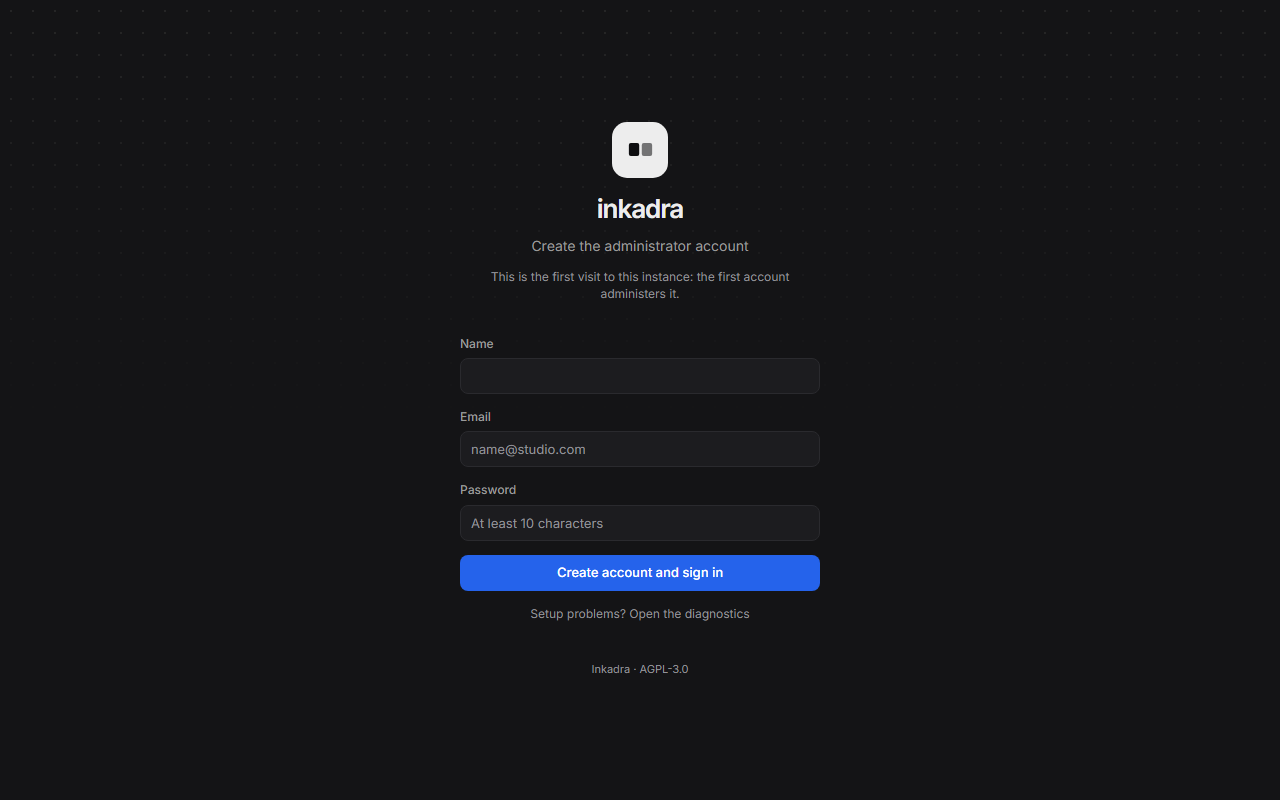 inkadra
Create the administrator account
This is the first visit to this instance: the first account
administers it.
Name
Email
name@studio.com
Password
At least 10 characters
Create account and sign in
Setup problems? Open the diagnostics
Inkadra · AGPL-3.0